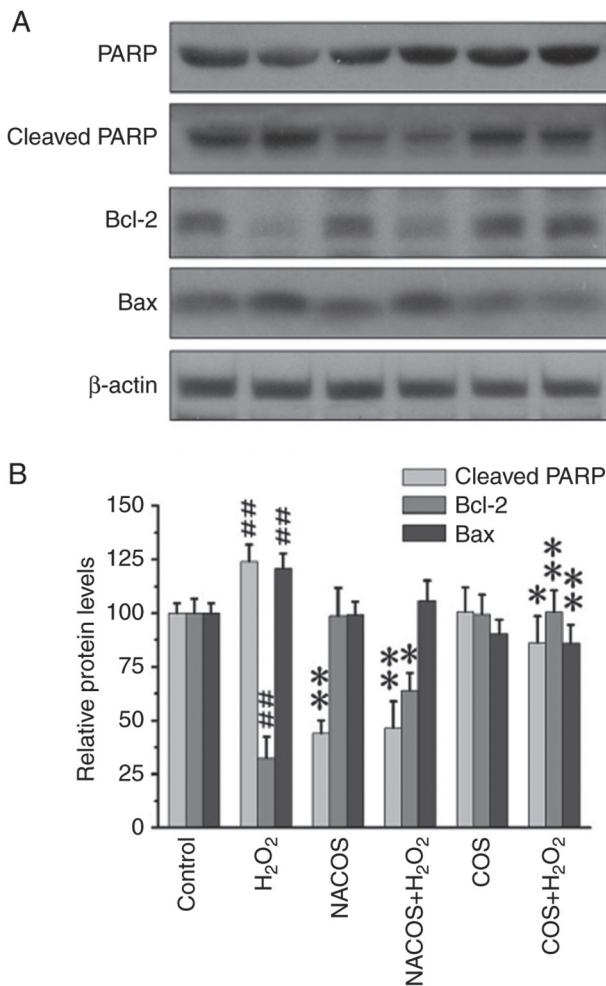 A
PARP
Cleaved PARP
Bcl-2
Bax
β-actin
B
Cleaved PARP
Bcl-2
Bax
Relative protein levels
150
125
100
75
50
25
0
##
##
##
**
**
*
*
**
**
Control
H₂O₂
NACOS
NACOS+H₂O₂
COS
COS+H₂O₂